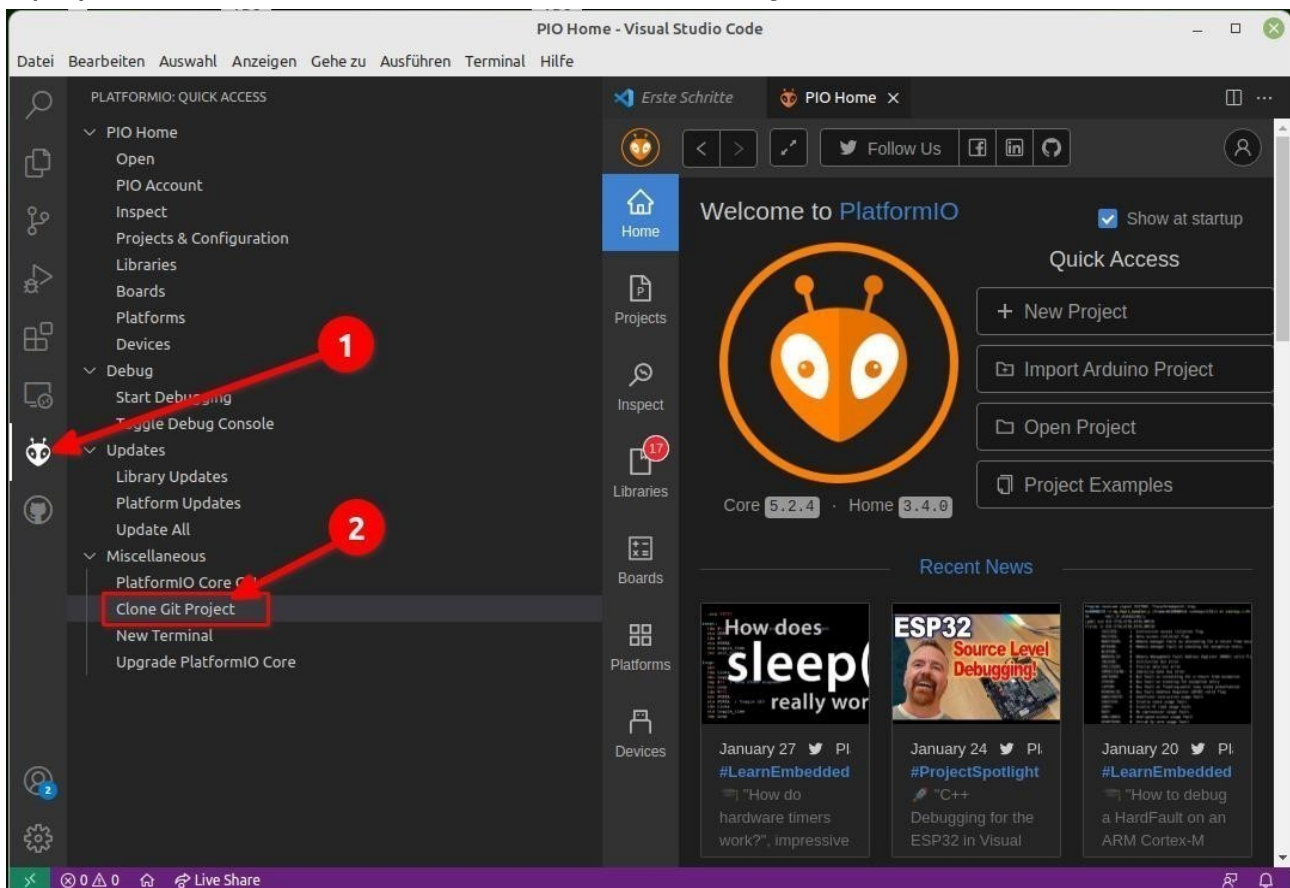 PIO Home - Visual Studio Code
Datei Bearbeiten Auswahl Anzeigen Gehe zu Ausführen Terminal Hilfe
PLATFORMIO: QUICK ACCESS
PIO Home
Open
PIO Account
Inspect
Projects & Configuration
Libraries
Boards
Platforms
Devices
Debug
Start Debugging
Toggle Debug Console
Updates
Library Updates
Platform Updates
Update All
Miscellaneous
PlatformIO Core CLI
Clone Git Project
New Terminal
Upgrade PlatformIO Core
1
2
2
Erste Schritte
PIO Home
Follow Us
Home
Projects
Inspect
17
Libraries
Boards
Platforms
Devices
Welcome to PlatformIO
Show at startup
Quick Access
+ New Project
Import Arduino Project
Open Project
Project Examples
Core 5.2.4 · Home 3.4.0
Recent News
How does
sleep(
really wor
January 27 Pl
#LearnEmbedded
"How do
hardware timers
work?", impressive
ESP32
Source Level
Debugging!
January 24 Pl
#ProjectSpotlight
"C++
Debugging for the
ESP32 in Visual
January 20 Pl
#LearnEmbedded
"How to debug
a HardFault on an
ARM Cortex-M
0 0 Live Share